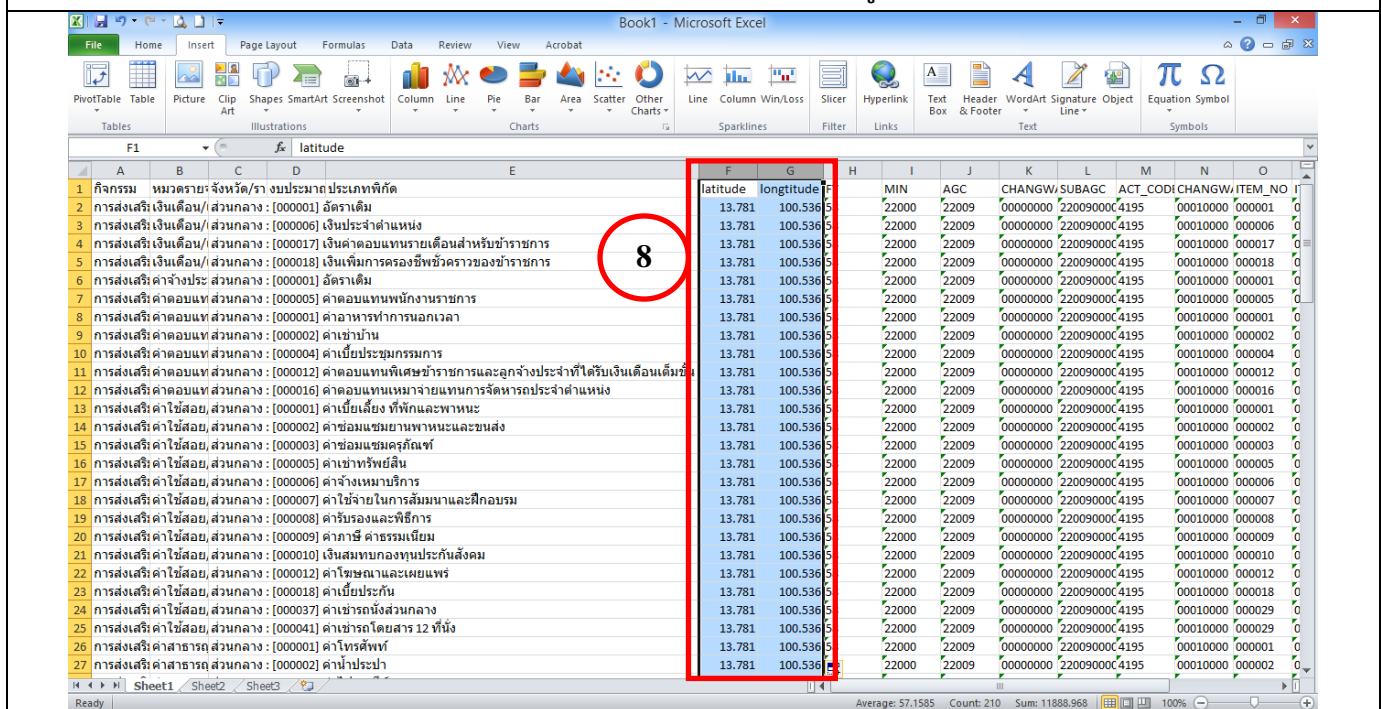 Book1 - Microsoft Excel
File Home Insert Page Layout Formulas Data Review View Acrobat
PivotTable Table Picture Clip Art Shapes SmartArt Screenshot Column Line Pie Bar Area Scatter Other Charts Line Column Win/Loss Slicer Hyperlink Text Box Header & Footer WordArt Signature Line Object Equation Symbol
Tables Illustrations Charts Sparklines Filter Links Text Symbols
F1 fx latitude
A B C D E F G H I J K L M N O
1 กิจกรรม หมวดราย จังหวัด/รา งบประมาถ ประเภทพิกัด latitude longtitude F MIN AGC CHANGW SUBAGC ACT_COD CHANGW ITEM_NO
2 การส่งเสริ เงินเดือน/ ส่วนกลาง : [000001] อัตราเดิม 13.781 100.536 22000 22009 00000000 22009000 4195 00010000 000001
3 การส่งเสริ เงินเดือน/ ส่วนกลาง : [000006] เงินประจำตำแหน่ง 13.781 100.536 22000 22009 00000000 22009000 4195 00010000 000006
4 การส่งเสริ เงินเดือน/ ส่วนกลาง : [000017] เงินค่าตอบแทนรายเดือนสำหรับข้าราชการ 13.781 100.536 22000 22009 00000000 22009000 4195 00010000 000017
5 การส่งเสริ เงินเดือน/ ส่วนกลาง : [000018] เงินเพิ่มการครองชีพชั่วคราวของข้าราชการ 13.781 100.536 22000 22009 00000000 22009000 4195 00010000 000018
8
6 การส่งเสริ ค่าจ้างประ ส่วนกลาง : [000001] อัตราเดิม 13.781 100.536 22000 22009 00000000 22009000 4195 00010000 000001
7 การส่งเสริ ค่าตอบแท ส่วนกลาง : [000005] ค่าตอบแทนพนักงานราชการ 13.781 100.536 22000 22009 00000000 22009000 4195 00010000 000005
8 การส่งเสริ ค่าตอบแท ส่วนกลาง : [000001] ค่าอาหารทำการนอกเวลา 13.781 100.536 22000 22009 00000000 22009000 4195 00010000 000001
9 การส่งเสริ ค่าตอบแท ส่วนกลาง : [000002] ค่าเช่าบ้าน 13.781 100.536 22000 22009 00000000 22009000 4195 00010000 000002
10 การส่งเสริ ค่าตอบแท ส่วนกลาง : [000004] ค่าเบี้ยประชุมกรรมการ 13.781 100.536 22000 22009 00000000 22009000 4195 00010000 000004
11 การส่งเสริ ค่าตอบแท ส่วนกลาง : [000012] ค่าตอบแทนพิเศษข้าราชการและลูกจ้างประจำที่ได้รับเงินเดือนเต็มขั้น 13.781 100.536 22000 22009 00000000 22009000 4195 00010000 000012
12 การส่งเสริ ค่าตอบแท ส่วนกลาง : [000016] ค่าตอบแทนเหมาจ่ายแทนการจัดหารถประจำตำแหน่ง 13.781 100.536 22000 22009 00000000 22009000 4195 00010000 000016
13 การส่งเสริ ค่าใช้สอย, ส่วนกลาง : [000001] ค่าเบี้ยเลี้ยง ที่พักและพาหนะ 13.781 100.536 22000 22009 00000000 22009000 4195 00010000 000001
14 การส่งเสริ ค่าใช้สอย, ส่วนกลาง : [000002] ค่าซ่อมแซมยานพาหนะและขนส่ง 13.781 100.536 22000 22009 00000000 22009000 4195 00010000 000002
15 การส่งเสริ ค่าใช้สอย, ส่วนกลาง : [000003] ค่าซ่อมแซมครุภัณฑ์ 13.781 100.536 22000 22009 00000000 22009000 4195 00010000 000003
16 การส่งเสริ ค่าใช้สอย, ส่วนกลาง : [000005] ค่าเช่าทรัพย์สิน 13.781 100.536 22000 22009 00000000 22009000 4195 00010000 000005
17 การส่งเสริ ค่าใช้สอย, ส่วนกลาง : [000006] ค่าจ้างเหมาบริการ 13.781 100.536 22000 22009 00000000 22009000 4195 00010000 000006
18 การส่งเสริ ค่าใช้สอย, ส่วนกลาง : [000007] ค่าใช้จ่ายในการสัมมนาและฝึกอบรม 13.781 100.536 22000 22009 00000000 22009000 4195 00010000 000007
19 การส่งเสริ ค่าใช้สอย, ส่วนกลาง : [000008] ค่ารับรองและพิธีการ 13.781 100.536 22000 22009 00000000 22009000 4195 00010000 000008
20 การส่งเสริ ค่าใช้สอย, ส่วนกลาง : [000009] ค่าภาษี ค่าธรรมเนียม 13.781 100.536 22000 22009 00000000 22009000 4195 00010000 000009
21 การส่งเสริ ค่าใช้สอย, ส่วนกลาง : [000010] เงินสมทบกองทุนประกันสังคม 13.781 100.536 22000 22009 00000000 22009000 4195 00010000 000010
22 การส่งเสริ ค่าใช้สอย, ส่วนกลาง : [000012] ค่าโฆษณาและเผยแพร่ 13.781 100.536 22000 22009 00000000 22009000 4195 00010000 000012
23 การส่งเสริ ค่าใช้สอย, ส่วนกลาง : [000018] ค่าเบี้ยประกัน 13.781 100.536 22000 22009 00000000 22009000 4195 00010000 000018
24 การส่งเสริ ค่าใช้สอย, ส่วนกลาง : [000037] ค่าเช่ารถนั่งส่วนกลาง 13.781 100.536 22000 22009 00000000 22009000 4195 00010000 000029
25 การส่งเสริ ค่าใช้สอย, ส่วนกลาง : [000041] ค่าเช่ารถโดยสาร 12 ที่นั่ง 13.781 100.536 22000 22009 00000000 22009000 4195 00010000 000029
26 การส่งเสริ ค่าสาธารณ ส่วนกลาง : [000001] ค่าโทรศัพท์ 13.781 100.536 22000 22009 00000000 22009000 4195 00010000 000001
27 การส่งเสริ ค่าสาธารณ ส่วนกลาง : [000002] ค่าน้ำประปา 13.781 100.536 22000 22009 00000000 22009000 4195 00010000 000002
Sheet1 Sheet2 Sheet3
Ready Average: 57.1585 Count: 210 Sum: 11888.968 100%